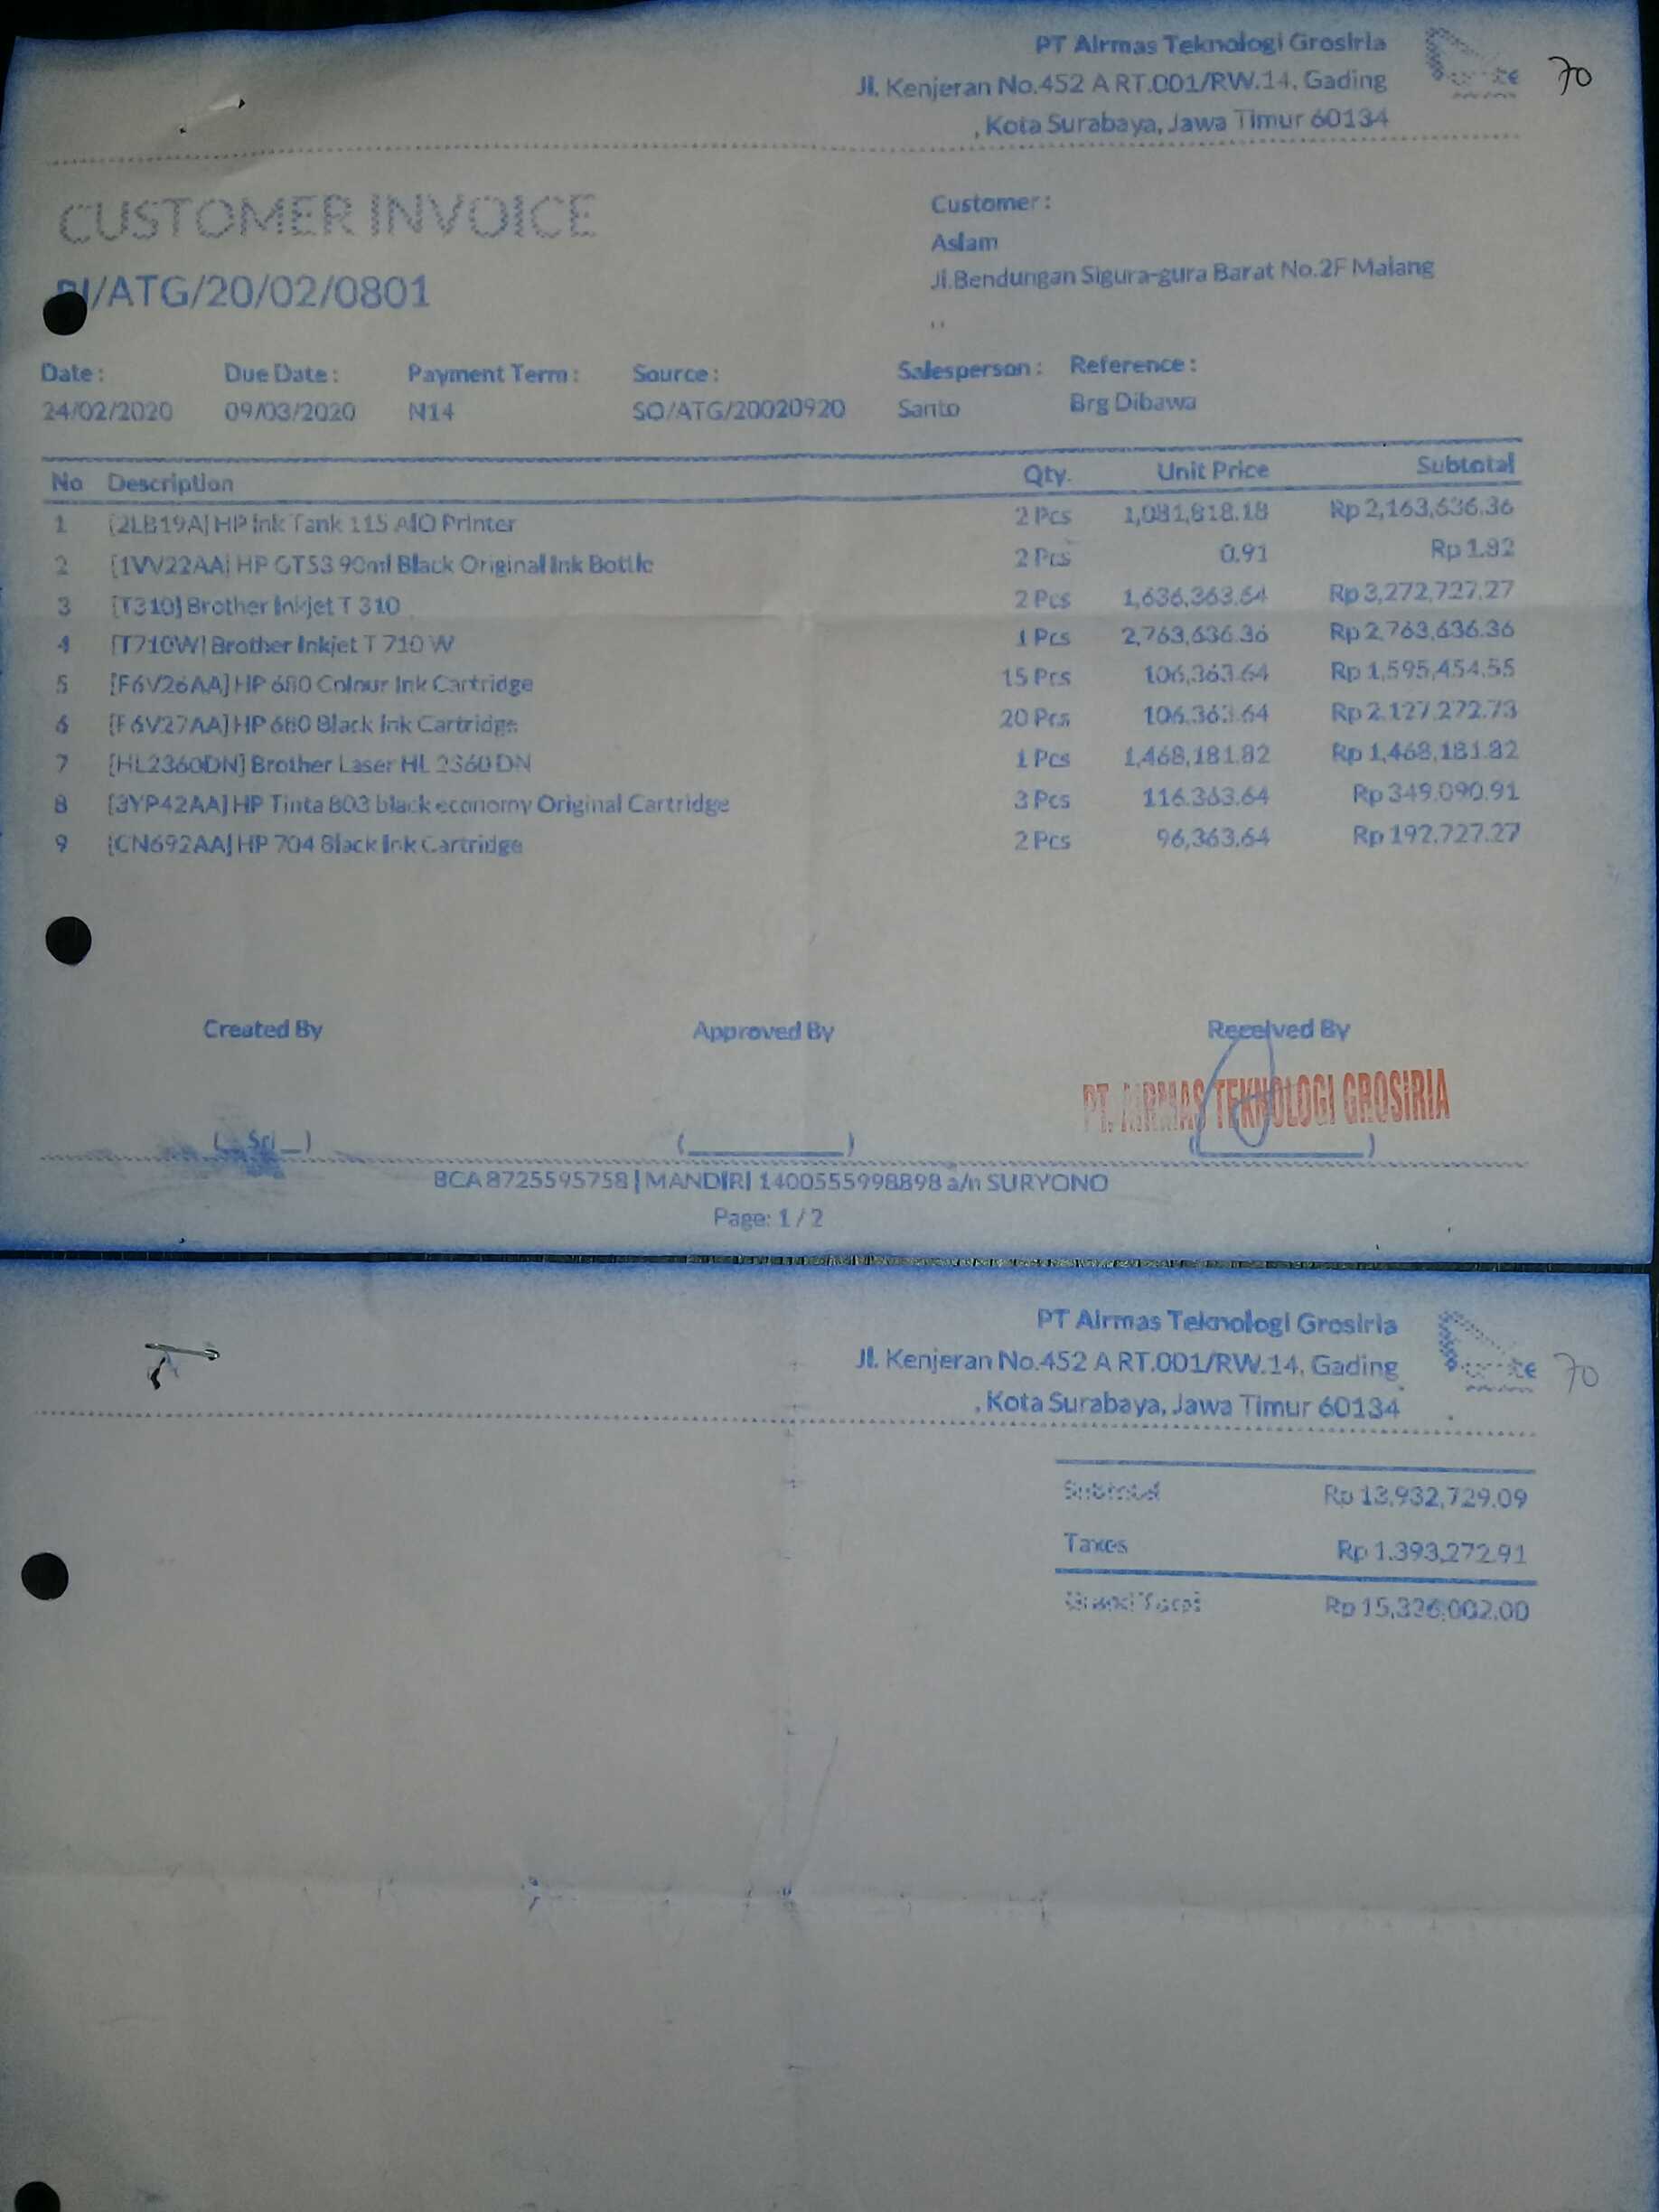 PT Airmas Teknologi Grosiria
Jl. Kenjeran No.452 A RT.001/RW.14, Gading
, Kota Surabaya, Jawa Timur 60134
70
CUSTOMER INVOICE
/ATG/20/02/0801
Customer :
Aslam
Jl.Bendungan Sigura-gura Barat No.2F Malang
, ,
Date : Due Date : Payment Term : Source : Salesperson : Reference :
24/02/2020 09/03/2020 N14 SO/ATG/20020920 Santo Brg Dibawa
No Description Qty. Unit Price Subtotal
1 [2LB19A] HP Ink Tank 115 AIO Printer 2 Pcs 1,081,818.18 Rp 2,163,636.36
2 [1VV22AA] HP GT53 90ml Black Original Ink Bottle 2 Pcs 0.91 Rp 1.82
3 [T310] Brother Inkjet T 310 2 Pcs 1,636,363.64 Rp 3,272,727.27
4 [T710W] Brother Inkjet T 710 W 1 Pcs 2,763,636.36 Rp 2,763,636.36
5 [F6V26AA] HP 680 Colour Ink Cartridge 15 Pcs 106,363.64 Rp 1,595,454.55
6 [F6V27AA] HP 680 Black Ink Cartridge 20 Pcs 106,363.64 Rp 2,127,272.73
7 [HL2360DN] Brother Laser HL 2360 DN 1 Pcs 1,468,181.82 Rp 1,468,181.82
8 [3YP42AA] HP Tinta 803 black economy Original Cartridge 3 Pcs 116,363.64 Rp 349,090.91
9 [CN692AA] HP 704 Black Ink Cartridge 2 Pcs 96,363.64 Rp 192,727.27
Created By Approved By Received By
PT. AIRMAS TEKNOLOGI GROSIRIA
(__Sri__) (__________) (__________)
BCA 8725595758 | MANDIRI 1400555998898 a/n SURYONO
Page: 1 / 2
PT Airmas Teknologi Grosiria
Jl. Kenjeran No.452 A RT.001/RW.14, Gading
, Kota Surabaya, Jawa Timur 60134
70
Subtotal Rp 13,932,729.09
Taxes Rp 1,393,272.91
Grand Total Rp 15,326,002.00